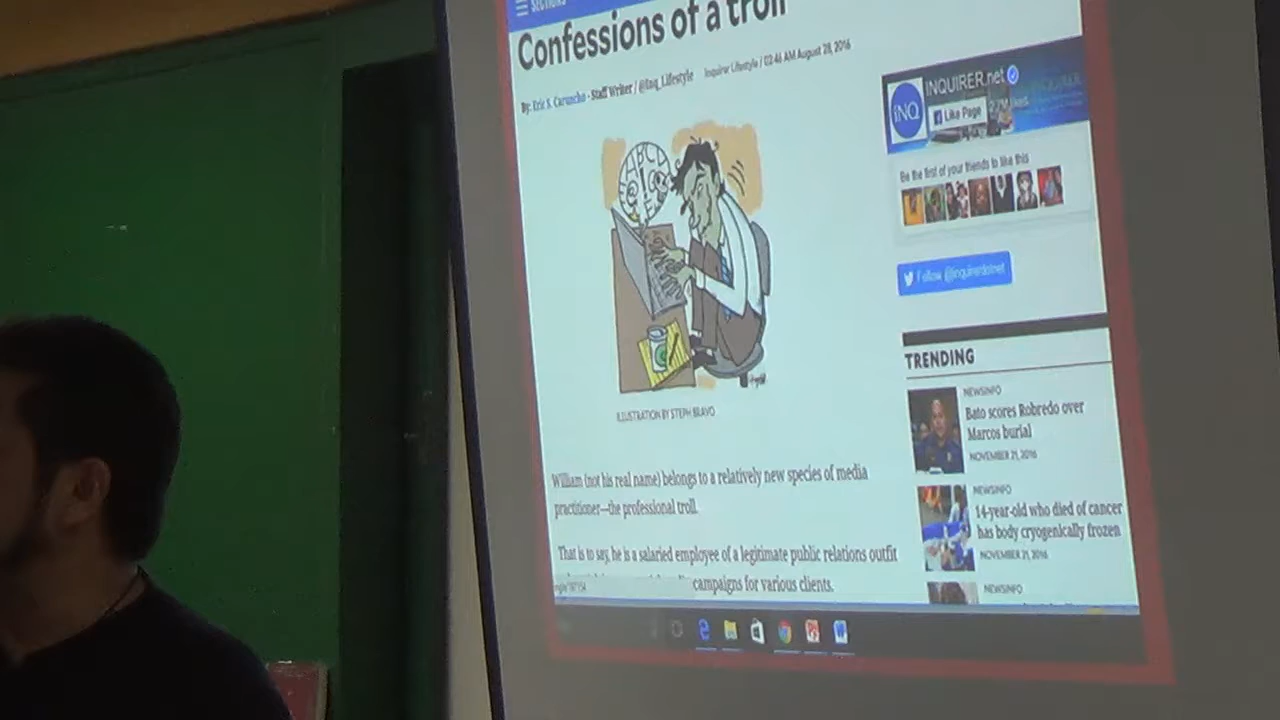 SECTIONS
Confessions of a troll
By: Eric S. Caruncho - Staff Writer / @Inq_Lifestyle
Inquirer Lifestyle / 02:46 AM August 28, 2016
ABCD
ILLUSTRATION BY STEPH BRAVO
William (not his real name) belongs to a relatively new species of media
practitioner—the professional troll.
That is to say, he is a salaried employee of a legitimate public relations outfit
campaigns for various clients.
INQ
INQUIRER.net
Like Page
likes
Be the first of your friends to like this
Follow @inquirerdotnet
TRENDING
NEWSINFO
Bato scores Robredo over
Marcos burial
NOVEMBER 21, 2016
NEWSINFO
14-year-old who died of cancer
has body cryogenically frozen
NOVEMBER 21, 2016
NEWSINFO